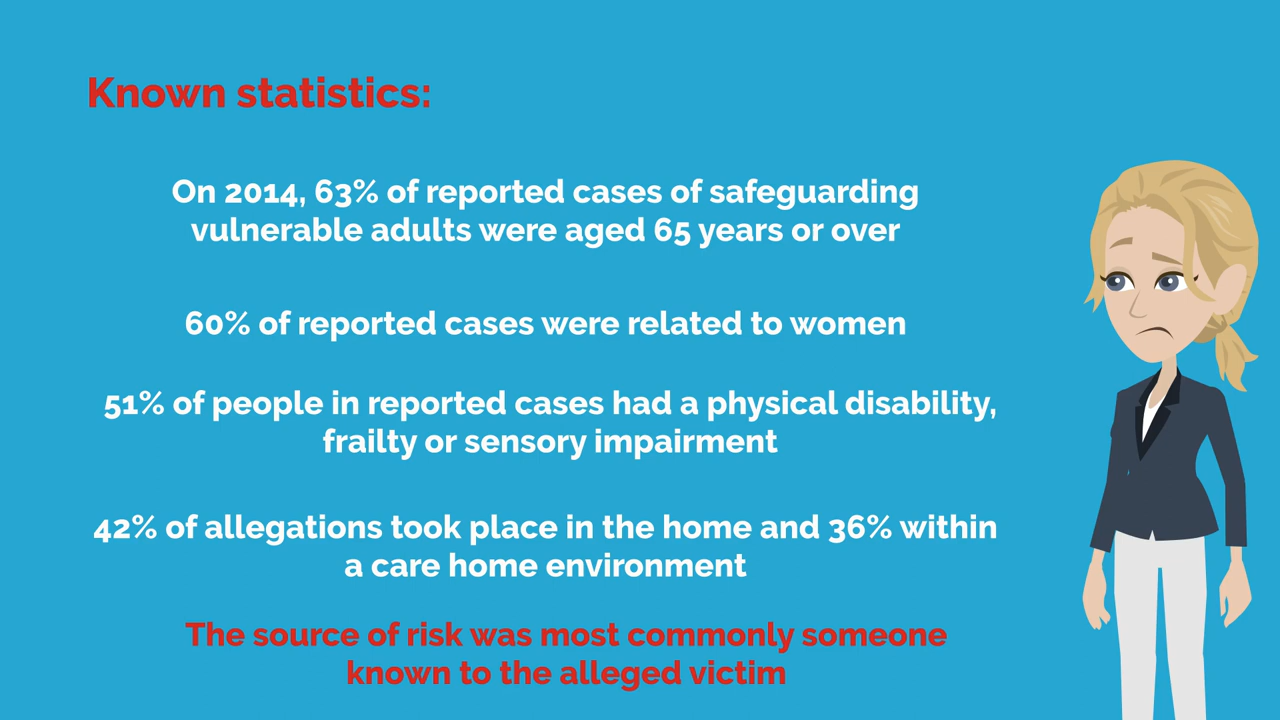 Known statistics:
On 2014, 63% of reported cases of safeguarding
vulnerable adults were aged 65 years or over
60% of reported cases were related to women
51% of people in reported cases had a physical disability,
frailty or sensory impairment
42% of allegations took place in the home and 36% within
a care home environment
The source of risk was most commonly someone
known to the alleged victim